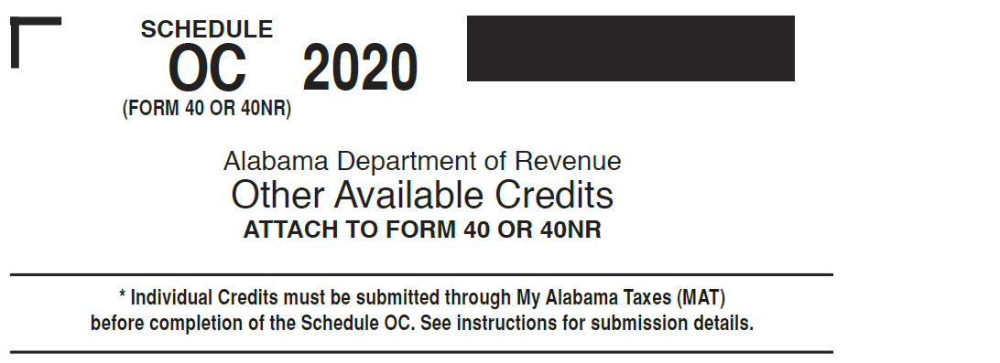 SCHEDULE
OC 2020
(FORM 40 OR 40NR)
Alabama Department of Revenue
Other Available Credits
ATTACH TO FORM 40 OR 40NR
* Individual Credits must be submitted through My Alabama Taxes (MAT)
before completion of the Schedule OC. See instructions for submission details.